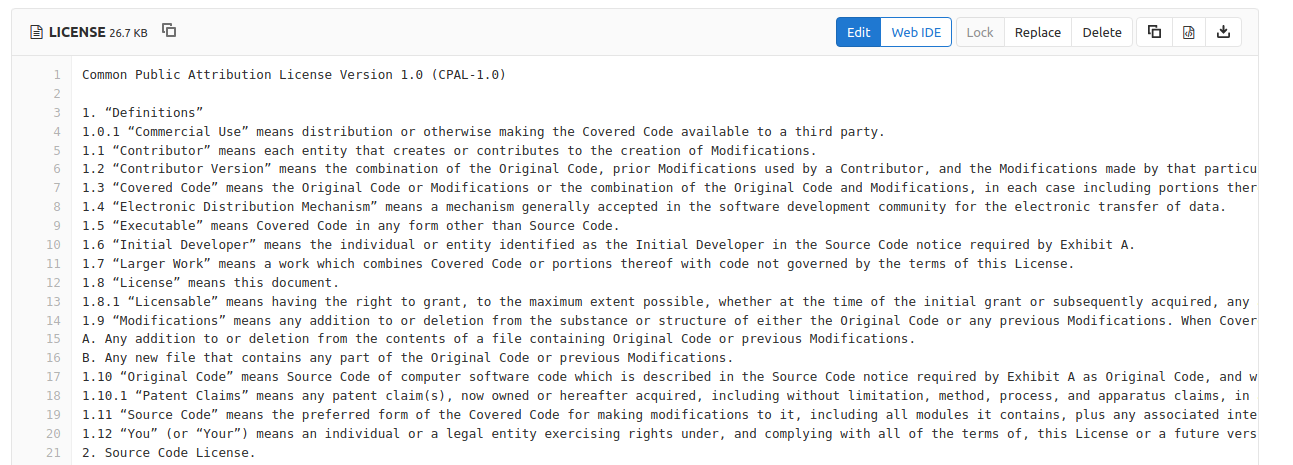 LICENSE 26.7 KB Edit Web IDE Lock Replace Delete
1 Common Public Attribution License Version 1.0 (CPAL-1.0)
2
3 1. “Definitions”
4 1.0.1 “Commercial Use” means distribution or otherwise making the Covered Code available to a third party.
5 1.1 “Contributor” means each entity that creates or contributes to the creation of Modifications.
6 1.2 “Contributor Version” means the combination of the Original Code, prior Modifications used by a Contributor, and the Modifications made by that particu
7 1.3 “Covered Code” means the Original Code or Modifications or the combination of the Original Code and Modifications, in each case including portions ther
8 1.4 “Electronic Distribution Mechanism” means a mechanism generally accepted in the software development community for the electronic transfer of data.
9 1.5 “Executable” means Covered Code in any form other than Source Code.
10 1.6 “Initial Developer” means the individual or entity identified as the Initial Developer in the Source Code notice required by Exhibit A.
11 1.7 “Larger Work” means a work which combines Covered Code or portions thereof with code not governed by the terms of this License.
12 1.8 “License” means this document.
13 1.8.1 “Licensable” means having the right to grant, to the maximum extent possible, whether at the time of the initial grant or subsequently acquired, any
14 1.9 “Modifications” means any addition to or deletion from the substance or structure of either the Original Code or any previous Modifications. When Cover
15 A. Any addition to or deletion from the contents of a file containing Original Code or previous Modifications.
16 B. Any new file that contains any part of the Original Code or previous Modifications.
17 1.10 “Original Code” means Source Code of computer software code which is described in the Source Code notice required by Exhibit A as Original Code, and w
18 1.10.1 “Patent Claims” means any patent claim(s), now owned or hereafter acquired, including without limitation, method, process, and apparatus claims, in
19 1.11 “Source Code” means the preferred form of the Covered Code for making modifications to it, including all modules it contains, plus any associated inte
20 1.12 “You” (or “Your”) means an individual or a legal entity exercising rights under, and complying with all of the terms of, this License or a future vers
21 2. Source Code License.